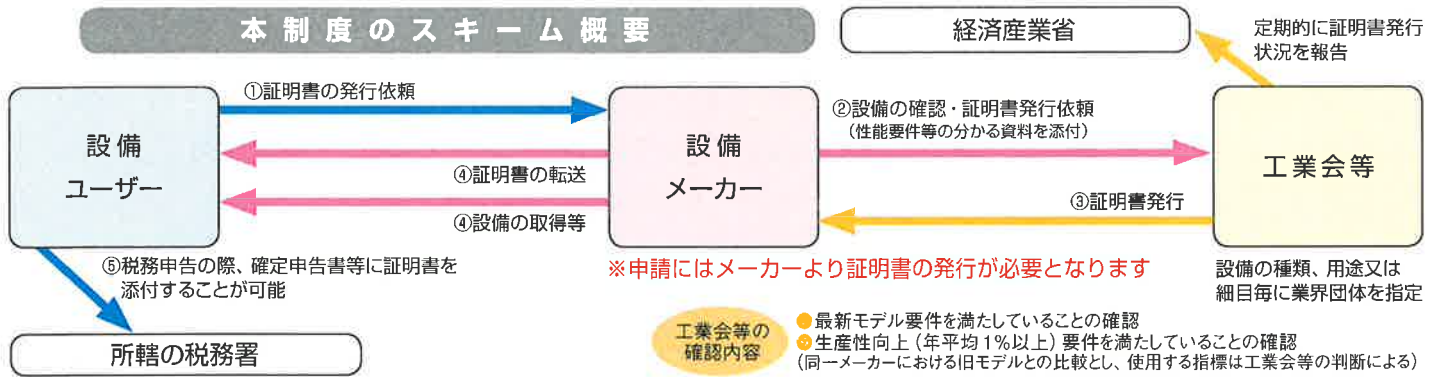 本制度のスキーム概要
経済産業省
定期的に証明書発行
状況を報告
①証明書の発行依頼
設備
ユーザー
設備
メーカー
②設備の確認・証明書発行依頼
(性能要件等の分かる資料を添付)
工業会等
④証明書の転送
③証明書発行
④設備の取得等
⑤税務申告の際、確定申告書等に証明書を
添付することが可能
※申請にはメーカーより証明書の発行が必要となります
設備の種類、用途又は
細目毎に業界団体を指定
所轄の税務署
工業会等の
確認内容
●最新モデル要件を満たしていることの確認
●生産性向上(年平均1%以上)要件を満たしていることの確認
(同一メーカーにおける旧モデルとの比較とし、使用する指標は工業会等の判断による)